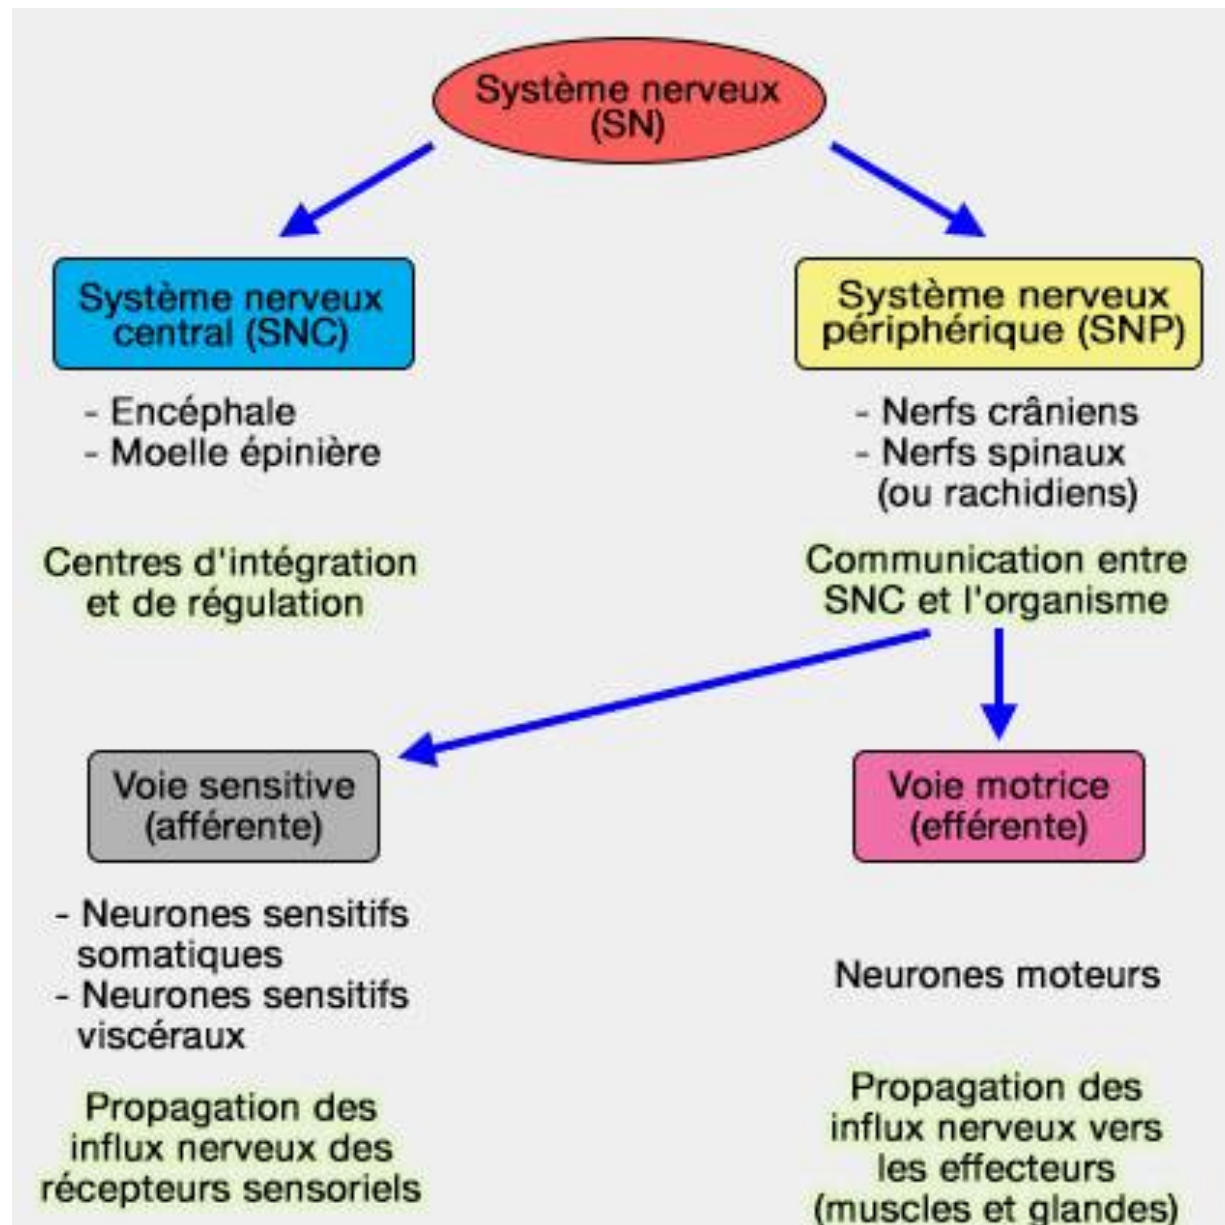 Système nerveux
(SN)
Système nerveux
central (SNC)
- Encéphale
- Moelle épinière
Centres d'intégration
et de régulation
Système nerveux
périphérique (SNP)
- Nerfs crâniens
- Nerfs spinaux
(ou rachidiens)
Communication entre
SNC et l'organisme
Voie sensitive
(afférente)
- Neurones sensitifs
somatiques
- Neurones sensitifs
viscéraux
Propagation des
influx nerveux des
récepteurs sensoriels
Voie motrice
(efférente)
Neurones moteurs
Propagation des
influx nerveux vers
les effecteurs
(muscles et glandes)